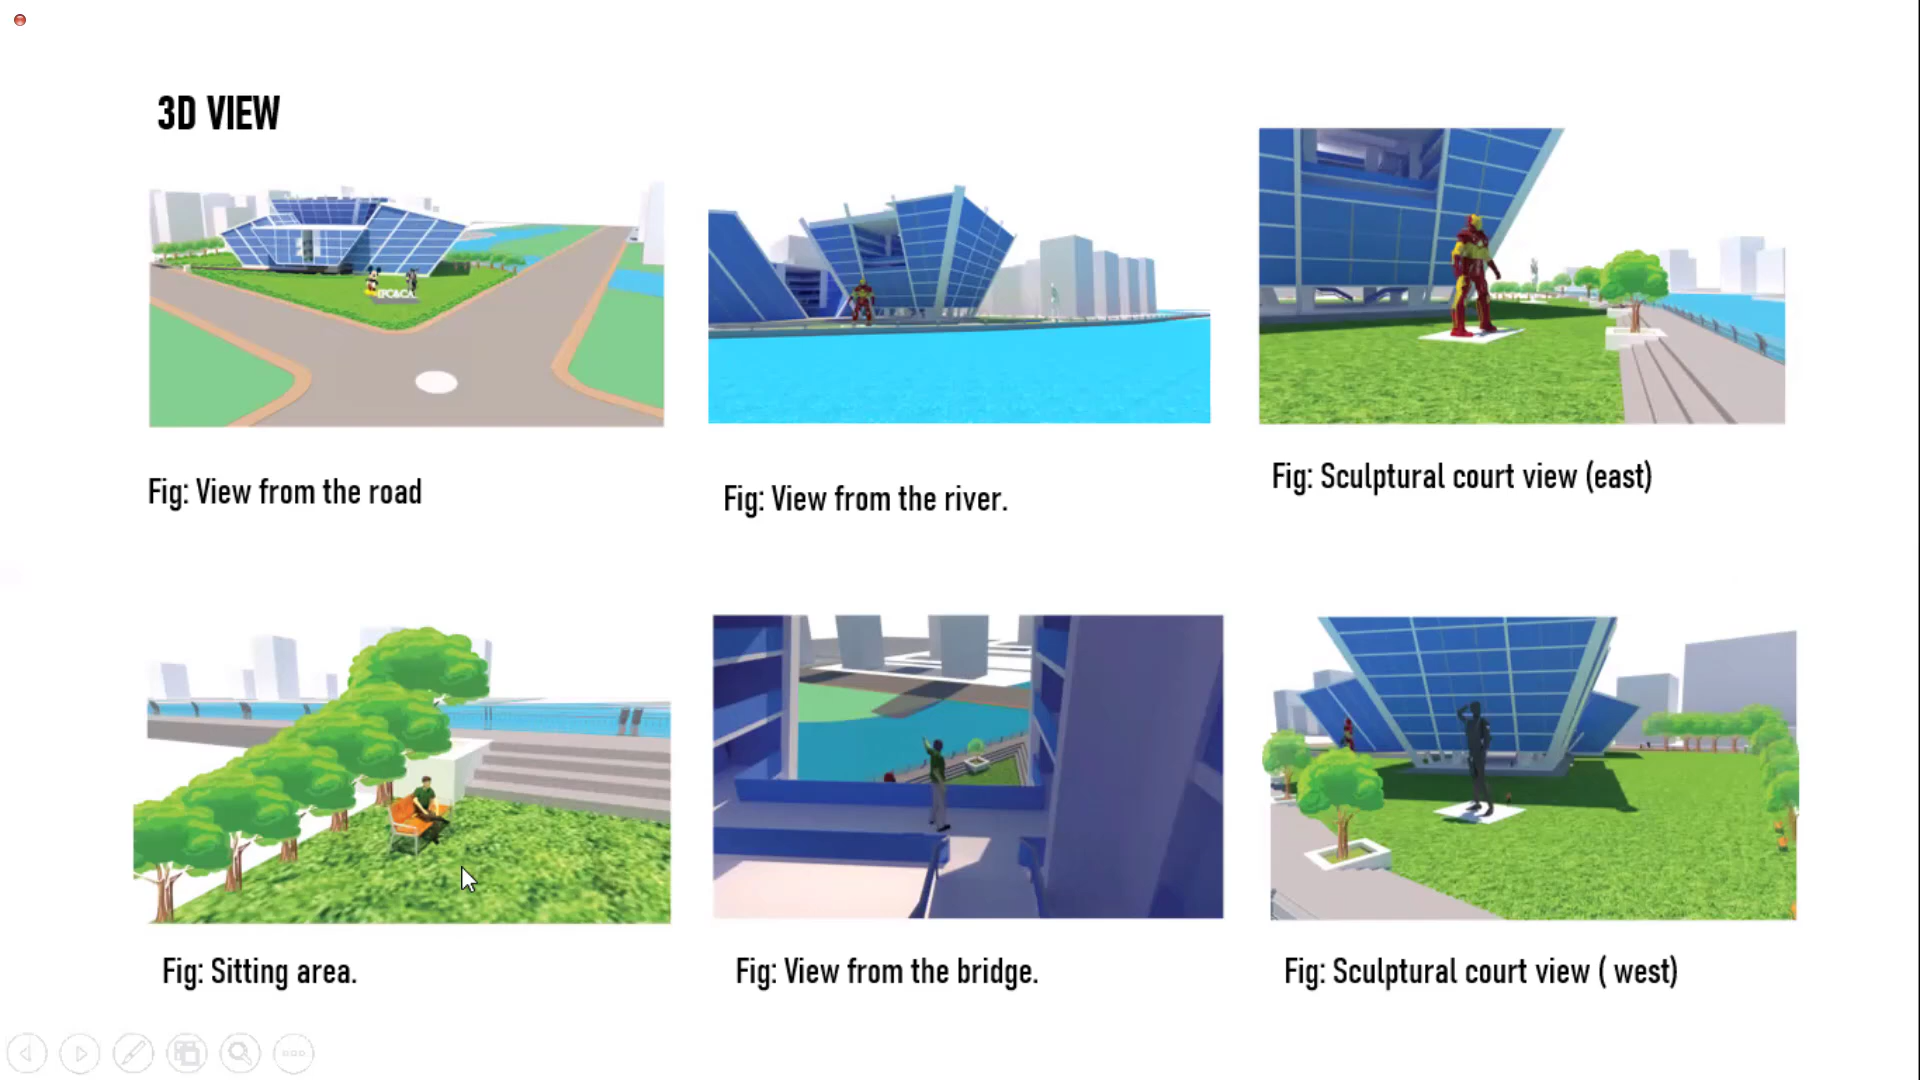 3D VIEW
Fig: View from the road
Fig: View from the river.
Fig: Sculptural court view (east)
Fig: Sitting area.
Fig: View from the bridge.
Fig: Sculptural court view ( west)